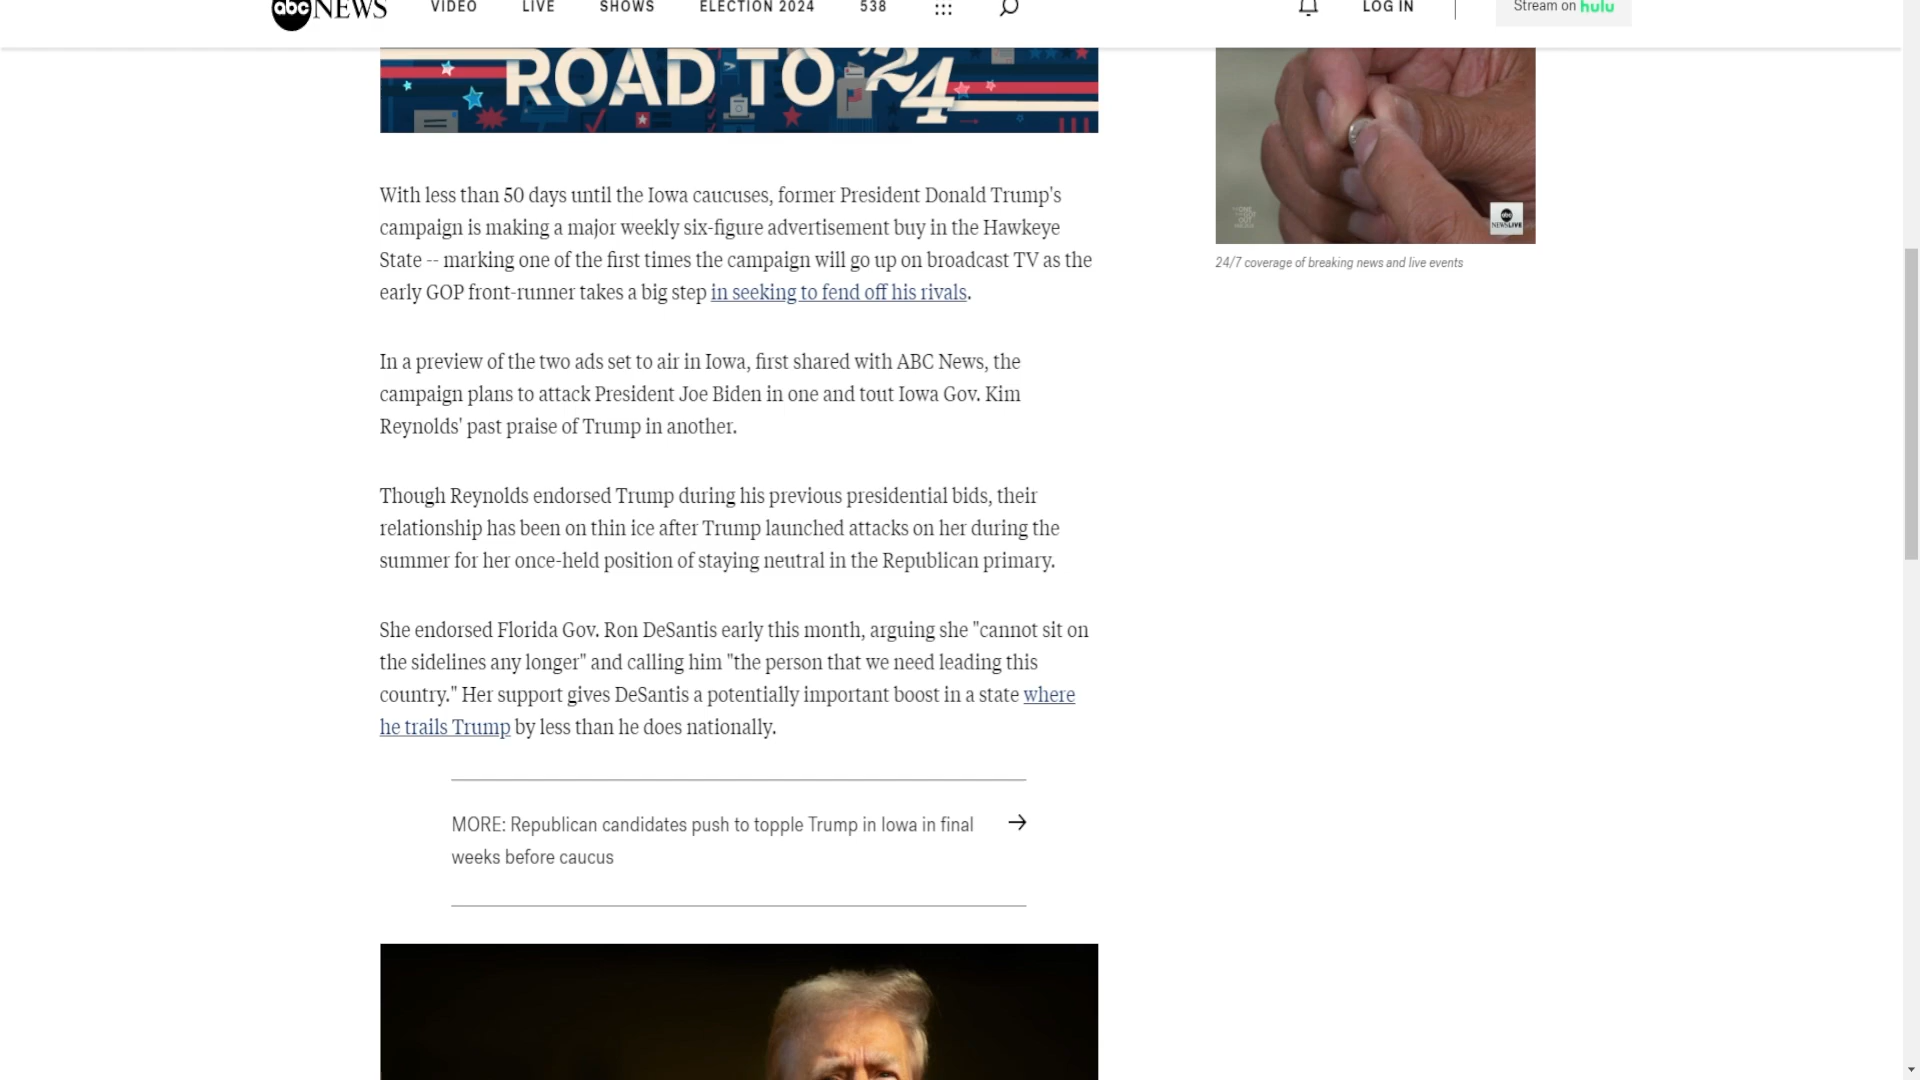 abc NEWS VIDEO LIVE SHOWS ELECTION 2024 538 LOG IN Stream on hulu
ROAD TO '24
abc
NEWS LIVE
24/7 coverage of breaking news and live events
With less than 50 days until the Iowa caucuses, former President Donald Trump's
campaign is making a major weekly six-figure advertisement buy in the Hawkeye
State -- marking one of the first times the campaign will go up on broadcast TV as the
early GOP front-runner takes a big step in seeking to fend off his rivals.
In a preview of the two ads set to air in Iowa, first shared with ABC News, the
campaign plans to attack President Joe Biden in one and tout Iowa Gov. Kim
Reynolds' past praise of Trump in another.
Though Reynolds endorsed Trump during his previous presidential bids, their
relationship has been on thin ice after Trump launched attacks on her during the
summer for her once-held position of staying neutral in the Republican primary.
She endorsed Florida Gov. Ron DeSantis early this month, arguing she "cannot sit on
the sidelines any longer" and calling him "the person that we need leading this
country." Her support gives DeSantis a potentially important boost in a state where
he trails Trump by less than he does nationally.
MORE: Republican candidates push to topple Trump in Iowa in final
weeks before caucus